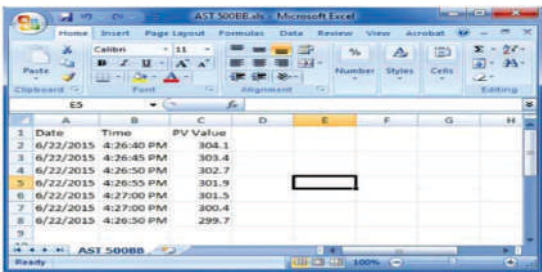 AST 500BB.xls - Microsoft Excel
Home Insert Page Layout Formulas Data Review View Acrobat
Paste
Calibri 11
B I U A A
Number Styles Cells
Clipboard Font Alignment Editing
E5 fx
A B C D E F G H
1 Date Time PV Value
2 6/22/2015 4:26:40 PM 304.1
3 6/22/2015 4:26:45 PM 303.4
4 6/22/2015 4:26:50 PM 302.7
5 6/22/2015 4:26:55 PM 301.9
6 6/22/2015 4:27:00 PM 301.5
7 6/22/2015 4:27:00 PM 300.4
8 6/22/2015 4:26:50 PM 299.7
9
AST 500BB
Ready 100%